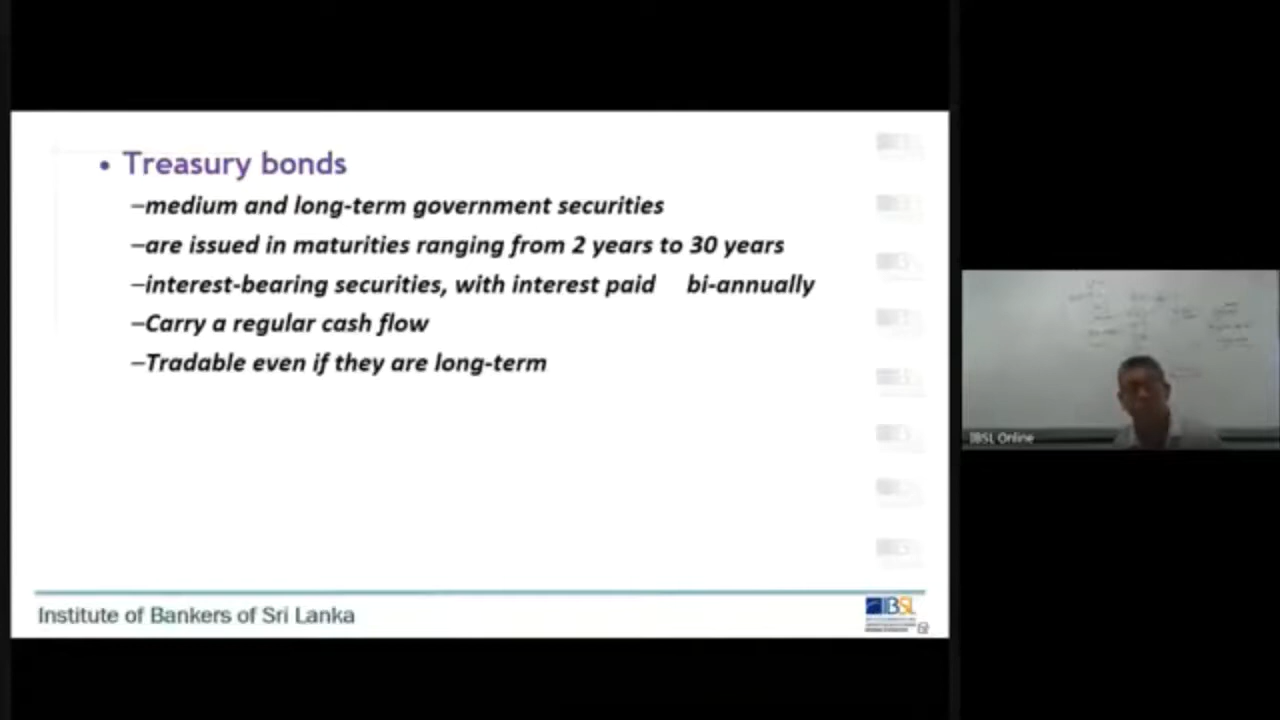 • Treasury bonds
–medium and long-term government securities
–are issued in maturities ranging from 2 years to 30 years
–interest-bearing securities, with interest paid bi-annually
–Carry a regular cash flow
–Tradable even if they are long-term
Institute of Bankers of Sri Lanka
IBSL
IBSL Online